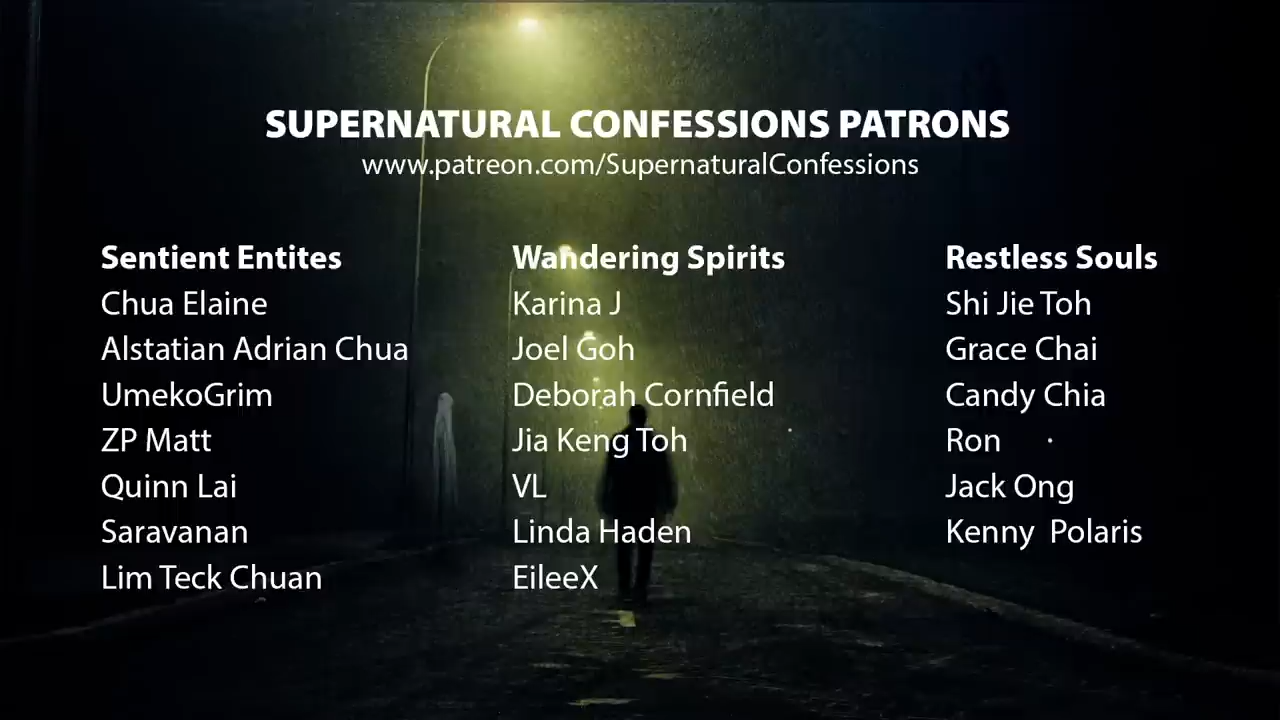 SUPERNATURAL CONFESSIONS PATRONS
www.patreon.com/SupernaturalConfessions
Sentient Entites
Chua Elaine
Alstatian Adrian Chua
UmekoGrim
ZP Matt
Quinn Lai
Saravanan
Lim Teck Chuan
Wandering Spirits
Karina J
Joel Goh
Deborah Cornfield
Jia Keng Toh
VL
Linda Haden
EileeX
Restless Souls
Shi Jie Toh
Grace Chai
Candy Chia
Ron
Jack Ong
Kenny  Polaris